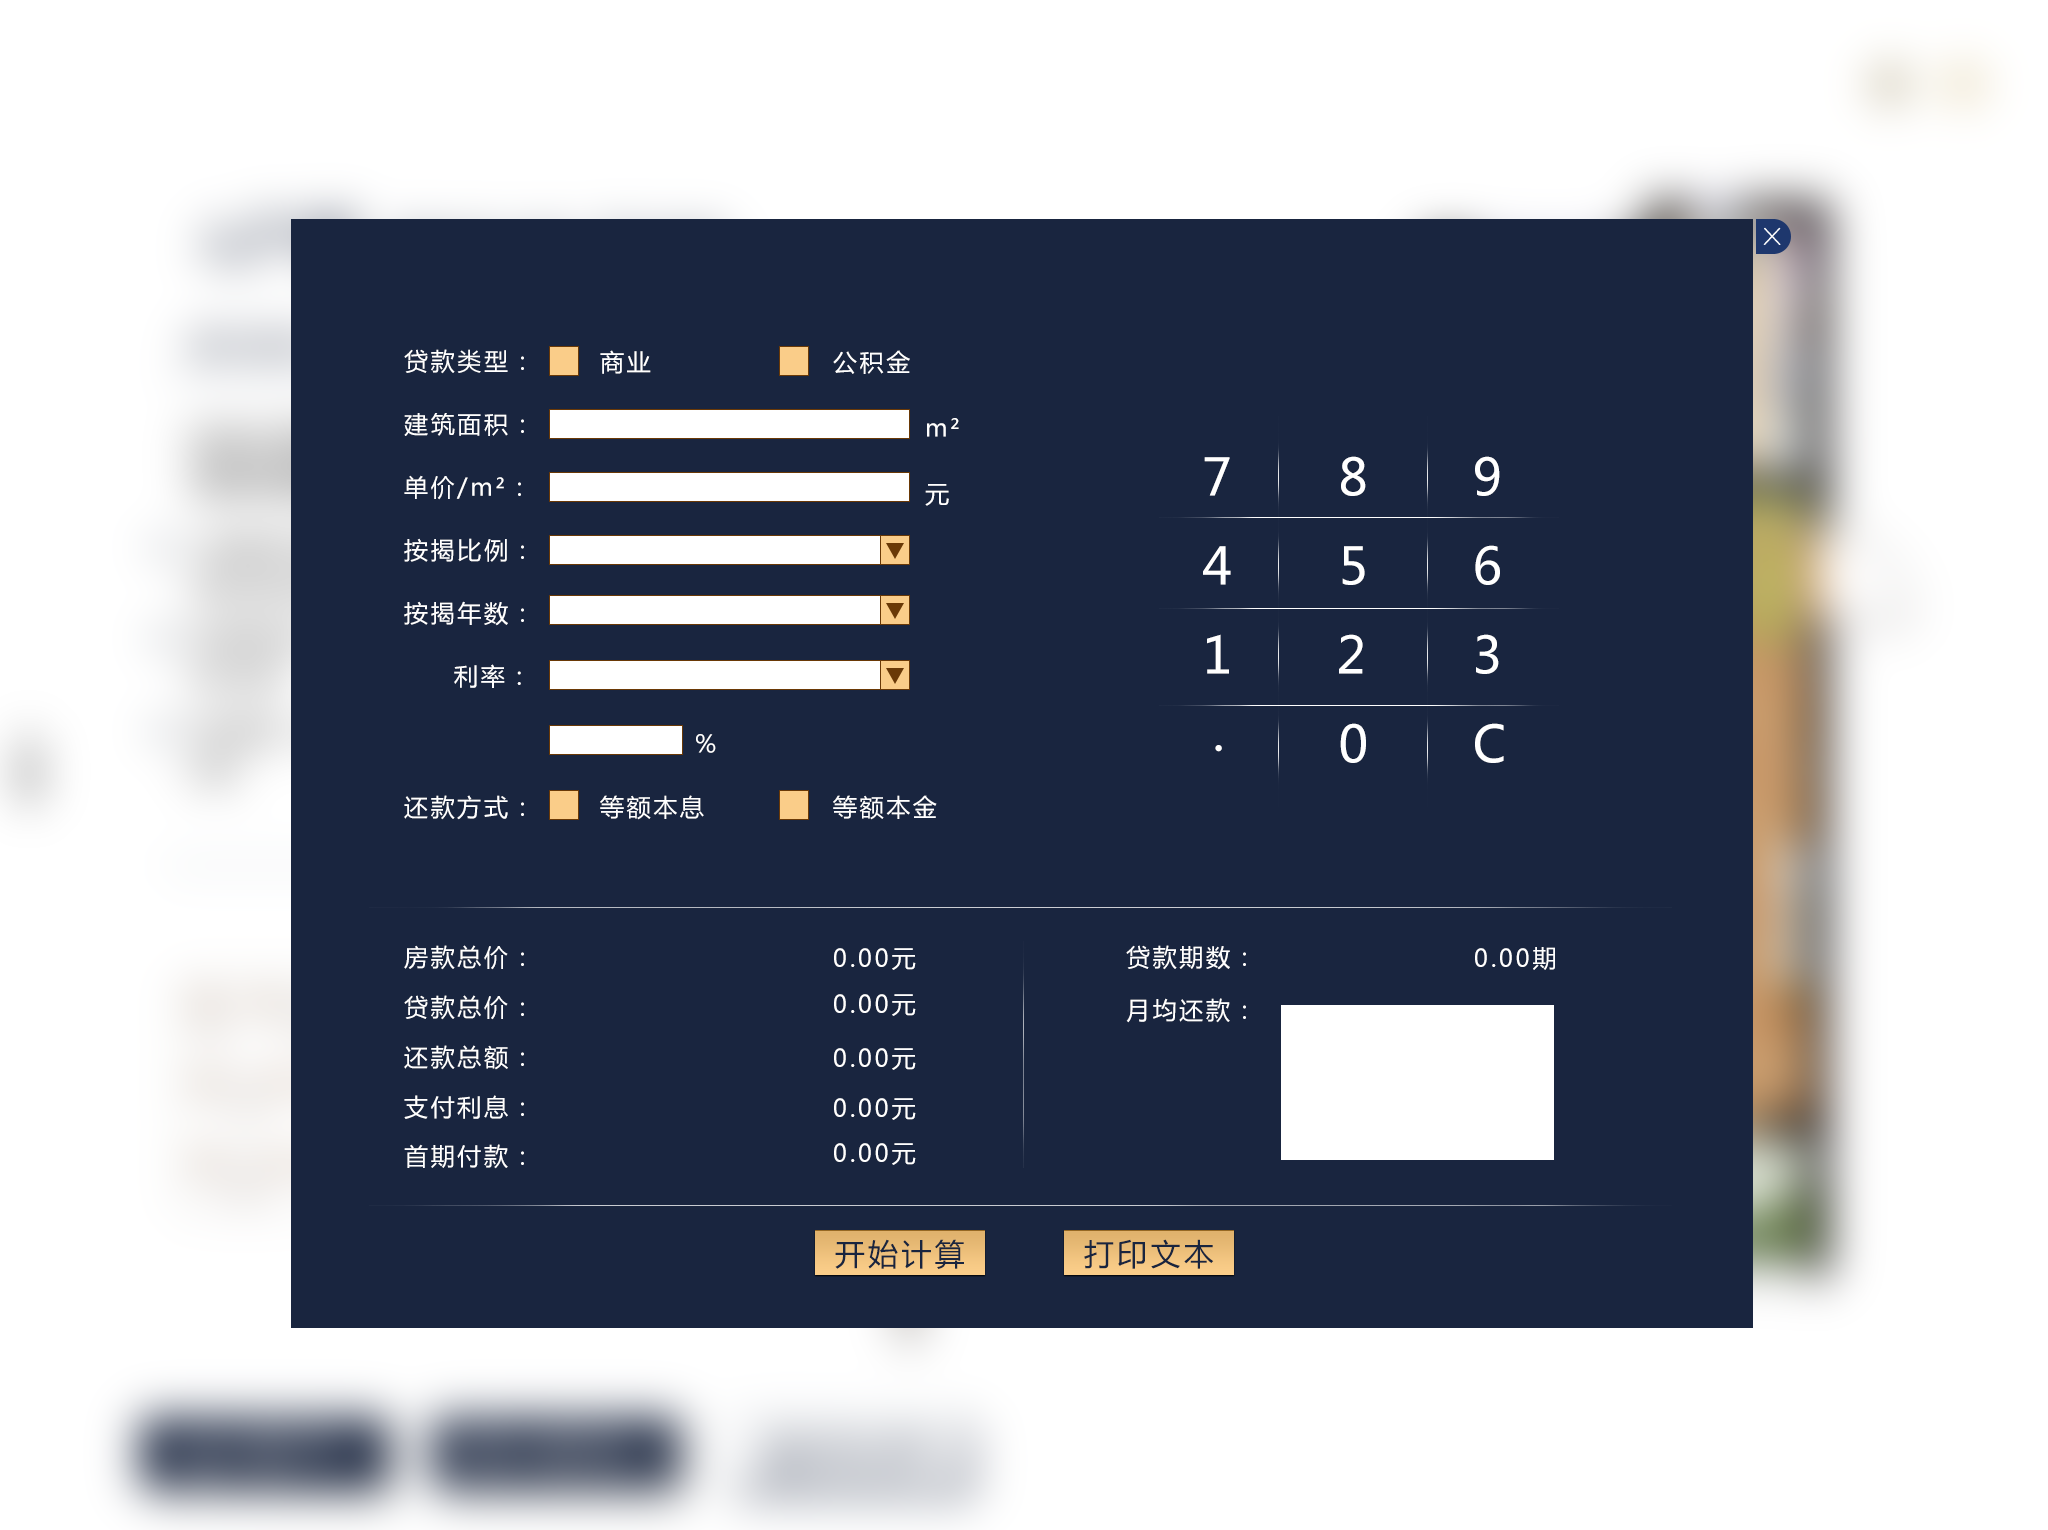 贷款类型： 商业 公积金
建筑面积： m²
单价/m²： 元
按揭比例：
按揭年数：
利率：
%
还款方式： 等额本息 等额本金
7 8 9
4 5 6
1 2 3
. 0 C
房款总价： 0.00元
贷款总价： 0.00元
还款总额： 0.00元
支付利息： 0.00元
首期付款： 0.00元
贷款期数： 0.00期
月均还款：
开始计算 打印文本